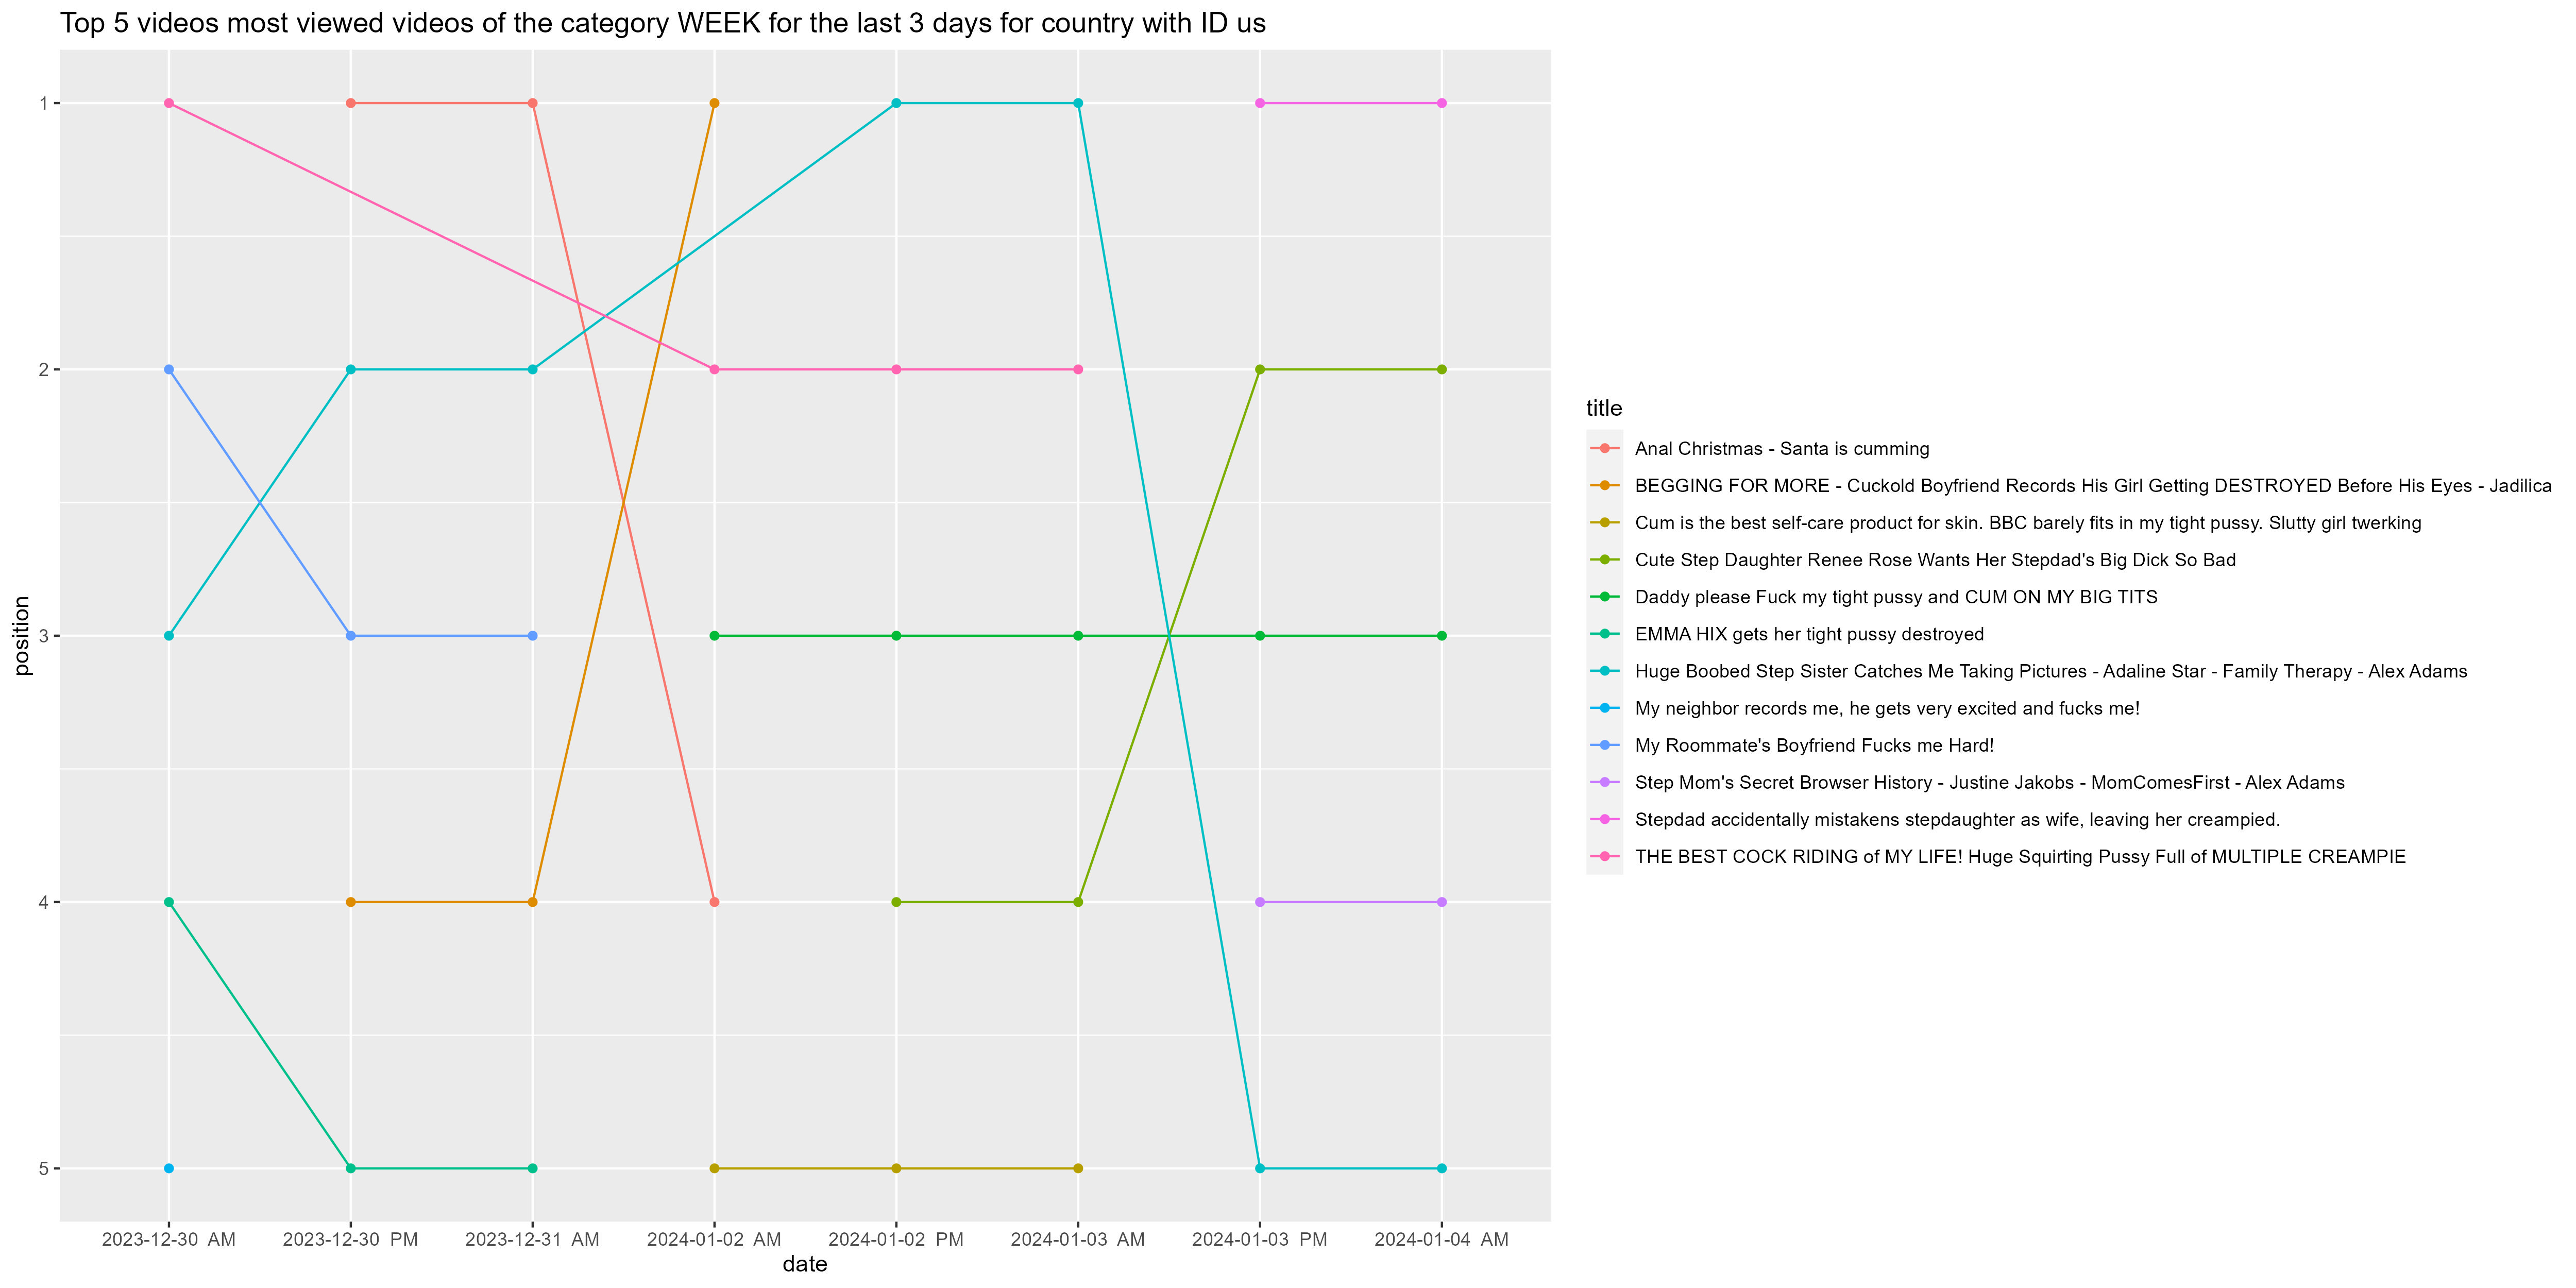 Top 5 videos most viewed videos of the category WEEK for the last 3 days for country with ID us
1
2
3
4
5
position
2023-12-30 AM
2023-12-30 PM
2023-12-31 AM
2024-01-02 AM
2024-01-02 PM
2024-01-03 AM
2024-01-03 PM
2024-01-04 AM
date
title
Anal Christmas - Santa is cumming
BEGGING FOR MORE - Cuckold Boyfriend Records His Girl Getting DESTROYED Before His Eyes - Jadilica
Cum is the best self-care product for skin. BBC barely fits in my tight pussy. Slutty girl twerking
Cute Step Daughter Renee Rose Wants Her Stepdad's Big Dick So Bad
Daddy please Fuck my tight pussy and CUM ON MY BIG TITS
EMMA HIX gets her tight pussy destroyed
Huge Boobed Step Sister Catches Me Taking Pictures - Adaline Star - Family Therapy - Alex Adams
My neighbor records me, he gets very excited and fucks me!
My Roommate's Boyfriend Fucks me Hard!
Step Mom's Secret Browser History - Justine Jakobs - MomComesFirst - Alex Adams
Stepdad accidentally mistakens stepdaughter as wife, leaving her creampied.
THE BEST COCK RIDING of MY LIFE! Huge Squirting Pussy Full of MULTIPLE CREAMPIE